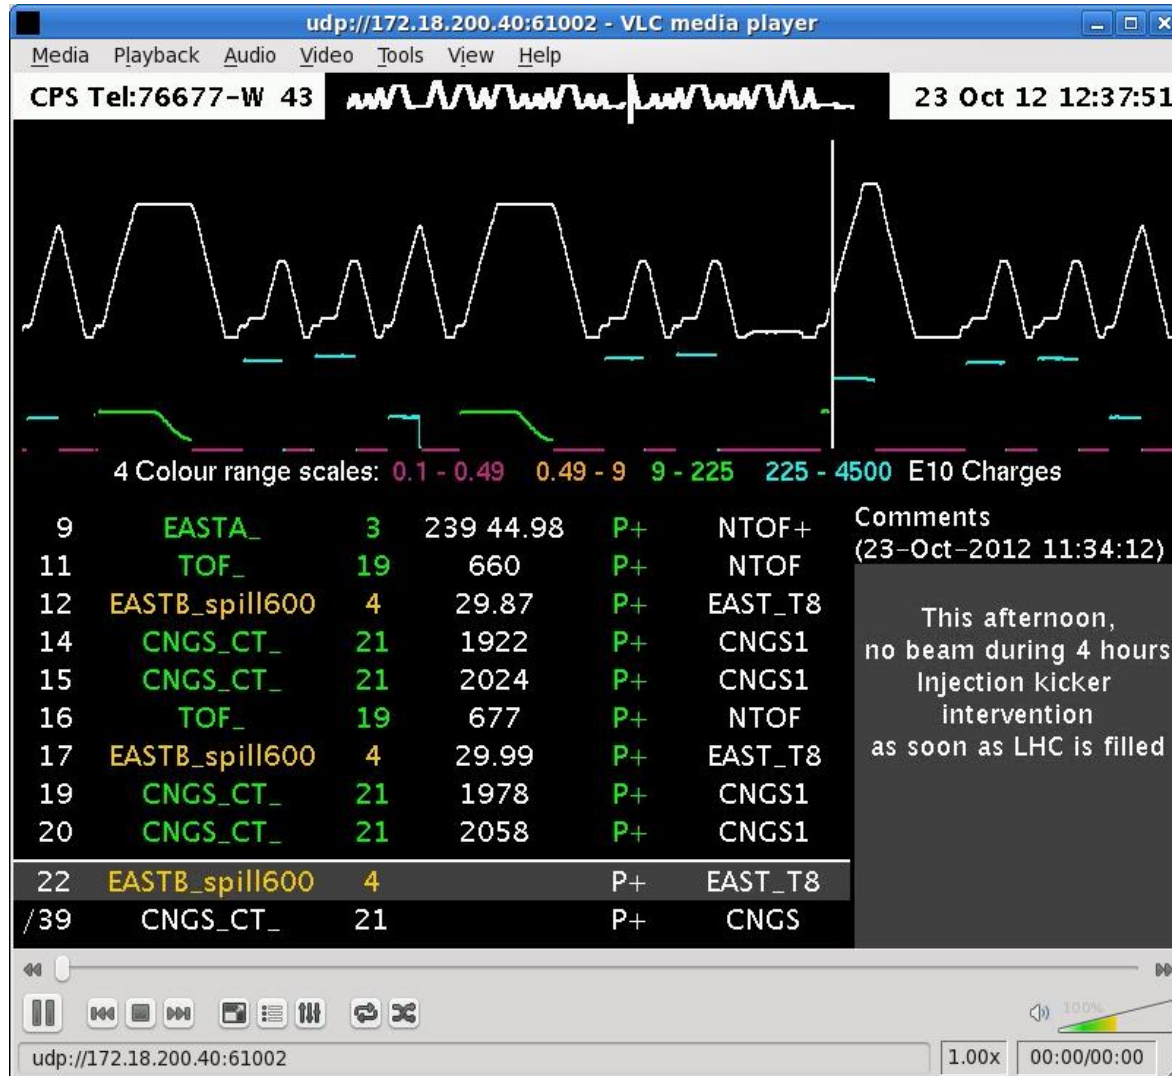 udp://172.18.200.40:61002 - VLC media player
Media Playback Audio Video Tools View Help
CPS Tel:76677-W 43 23 Oct 12 12:37:51
4 Colour range scales: 0.1 - 0.49 0.49 - 9 9 - 225 225 - 4500 E10 Charges
9 EASTA_ 3 239 44.98 P+ NTOF+
11 TOF_ 19 660 P+ NTOF
12 EASTB_spill600 4 29.87 P+ EAST_T8
14 CNGS_CT_ 21 1922 P+ CNGS1
15 CNGS_CT_ 21 2024 P+ CNGS1
16 TOF_ 19 677 P+ NTOF
17 EASTB_spill600 4 29.99 P+ EAST_T8
19 CNGS_CT_ 21 1978 P+ CNGS1
20 CNGS_CT_ 21 2058 P+ CNGS1
22 EASTB_spill600 4 P+ EAST_T8
/39 CNGS_CT_ 21 P+ CNGS
Comments
(23-Oct-2012 11:34:12)
This afternoon,
no beam during 4 hours
Injection kicker
intervention
as soon as LHC is filled
100%
udp://172.18.200.40:61002 1.00x 00:00/00:00